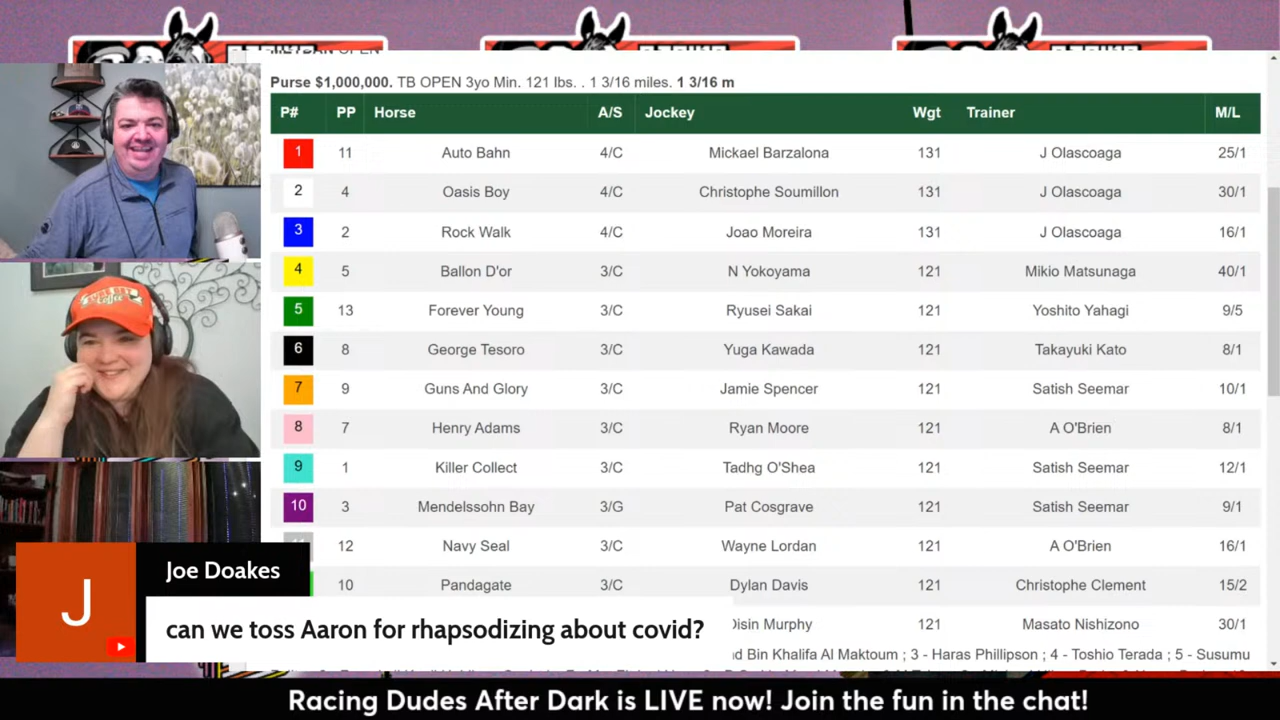 Purse $1,000,000. TB OPEN 3yo Min. 121 lbs. . 1 3/16 miles. 1 3/16 m
P# PP Horse A/S Jockey Wgt Trainer M/L
1 11 Auto Bahn 4/C Mickael Barzalona 131 J Olascoaga 25/1
2 4 Oasis Boy 4/C Christophe Soumillon 131 J Olascoaga 30/1
3 2 Rock Walk 4/C Joao Moreira 131 J Olascoaga 16/1
4 5 Ballon D'or 3/C N Yokoyama 121 Mikio Matsunaga 40/1
5 13 Forever Young 3/C Ryusei Sakai 121 Yoshito Yahagi 9/5
6 8 George Tesoro 3/C Yuga Kawada 121 Takayuki Kato 8/1
7 9 Guns And Glory 3/C Jamie Spencer 121 Satish Seemar 10/1
8 7 Henry Adams 3/C Ryan Moore 121 A O'Brien 8/1
9 1 Killer Collect 3/C Tadhg O'Shea 121 Satish Seemar 12/1
10 3 Mendelssohn Bay 3/G Pat Cosgrave 121 Satish Seemar 9/1
12 Navy Seal 3/C Wayne Lordan 121 A O'Brien 16/1
10 Pandagate 3/C Dylan Davis 121 Christophe Clement 15/2
Murphy 121 Masato Nishizono 30/1
Bin Khalifa Al Maktoum ; 3 - Haras Phillipson ; 4 - Toshio Terada ; 5 - Susumu
J
Joe Doakes
can we toss Aaron for rhapsodizing about covid?
Racing Dudes After Dark is LIVE now! Join the fun in the chat!